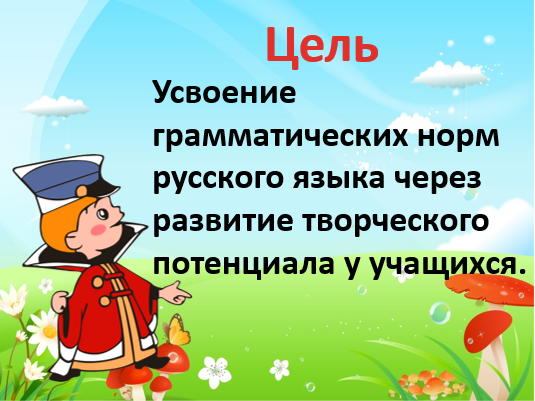 Цель
Усвоение
грамматических норм
русского языка через
развитие творческого
потенциала у учащихся.